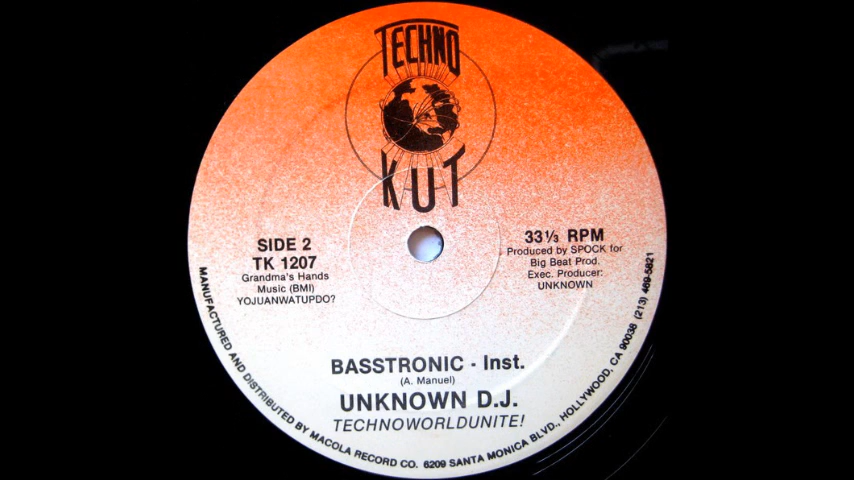 TECHNO
KUT
SIDE 2
TK 1207
Grandma's Hands
Music (BMI)
YOJUANWATUPDO?
33⅓ RPM
Produced by SPOCK for
Big Beat Prod.
Exec. Producer:
UNKNOWN
BASSTRONIC - Inst.
(A. Manuel)
UNKNOWN D.J.
TECHNOWORLDUNITE!
MANUFACTURED AND DISTRIBUTED BY MACOLA RECORD CO. 6209 SANTA MONICA BLVD., HOLLYWOOD, CA 90038 (213) 469-5821